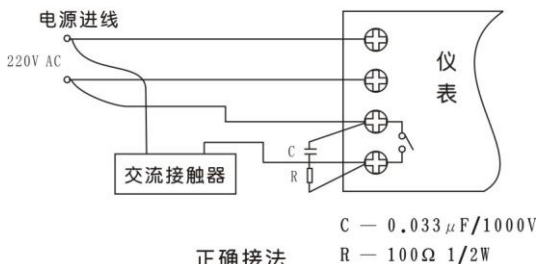 电源进线
220V AC
仪表
C
R
交流接触器
正确接法
C — 0.033μF/1000V
R — 100Ω 1/2W